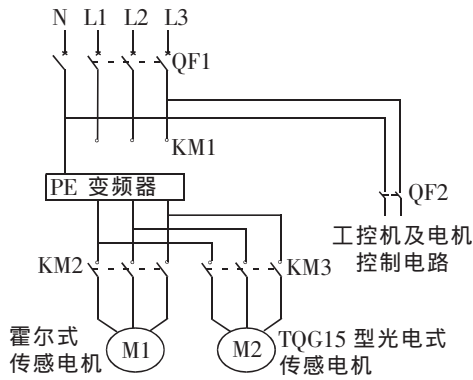 N L1 L2 L3
QF1
KM1
PE 变频器
QF2
工控机及电机
控制电路
KM2
KM3
霍尔式
传感电机
M1
M2
TQG15 型光电式
传感电机